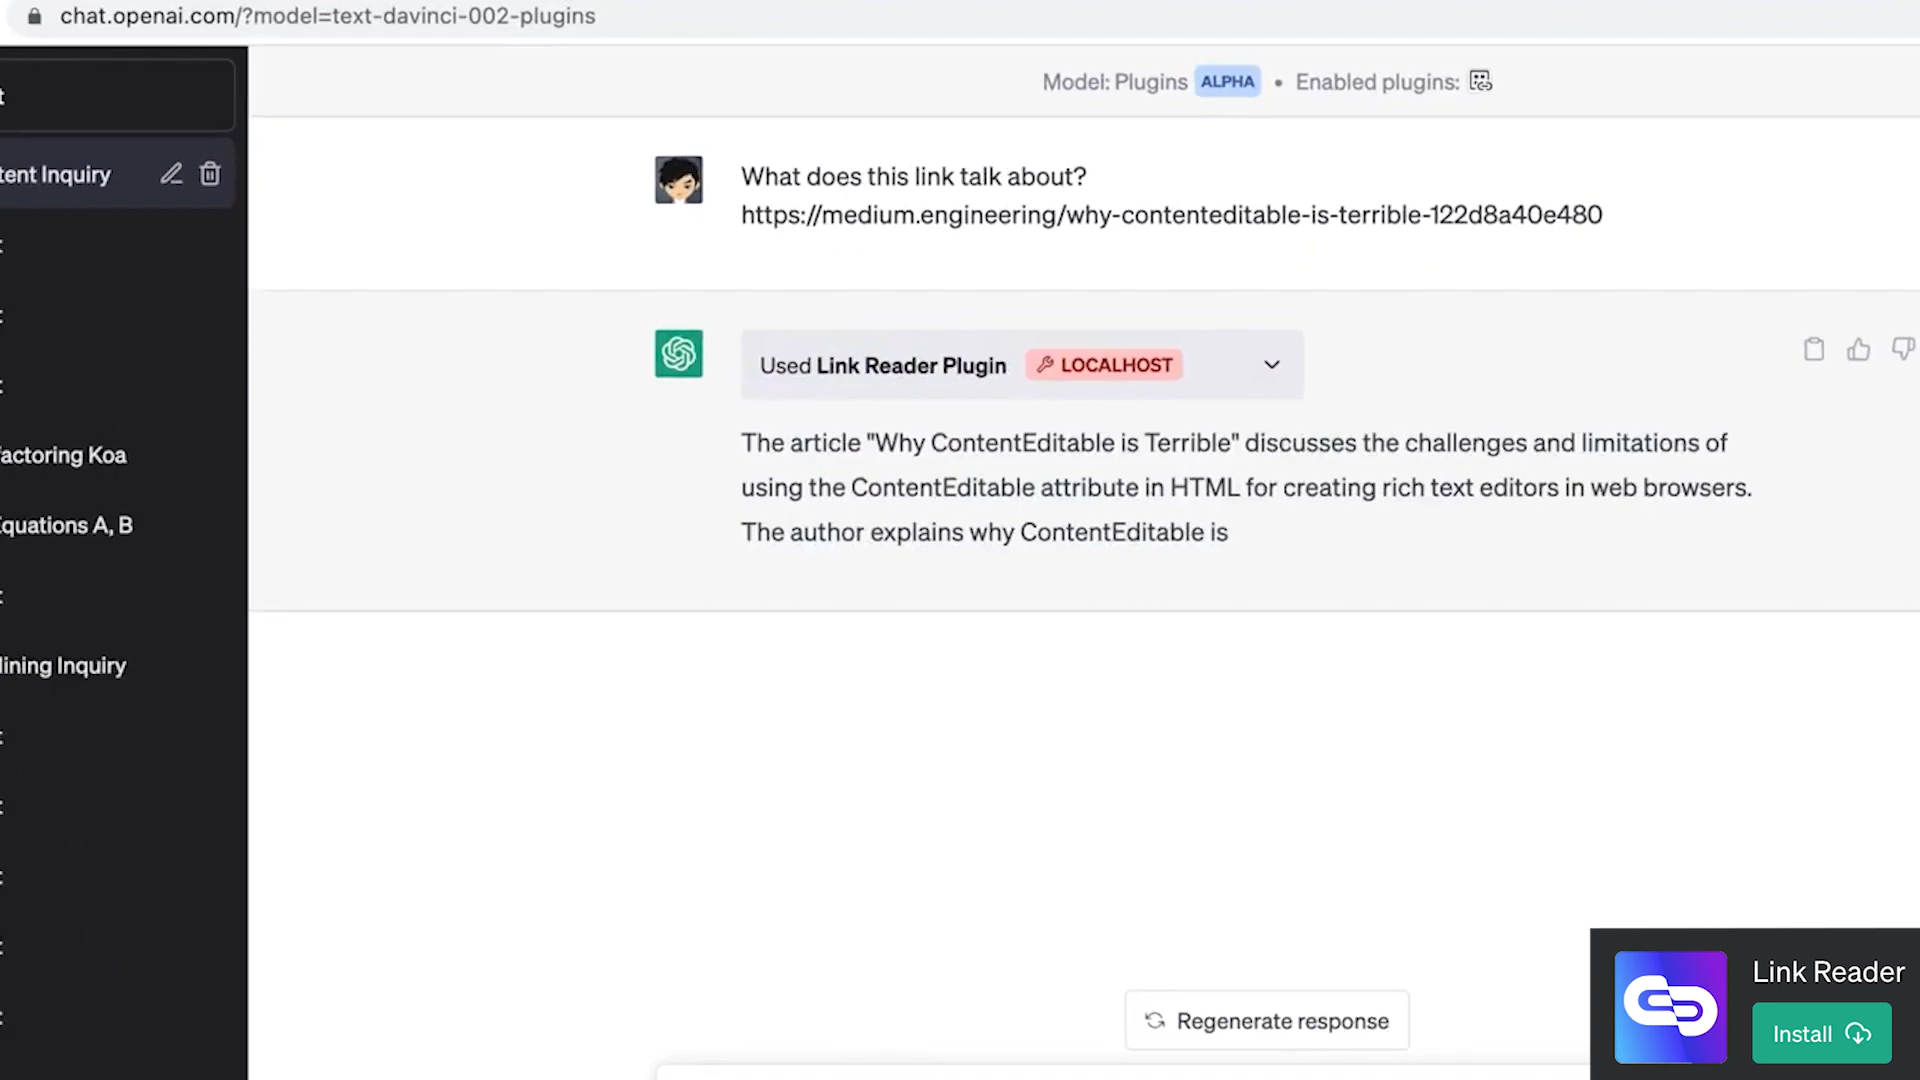 chat.openai.com/?model=text-davinci-002-plugins
Model: Plugins ALPHA • Enabled plugins:
tent Inquiry
What does this link talk about?
https://medium.engineering/why-contenteditable-is-terrible-122d8a40e480
Used Link Reader Plugin LOCALHOST
The article "Why ContentEditable is Terrible" discusses the challenges and limitations of
using the ContentEditable attribute in HTML for creating rich text editors in web browsers.
The author explains why ContentEditable is
factoring Koa
Equations A, B
ining Inquiry
Regenerate response
Link Reader
Install